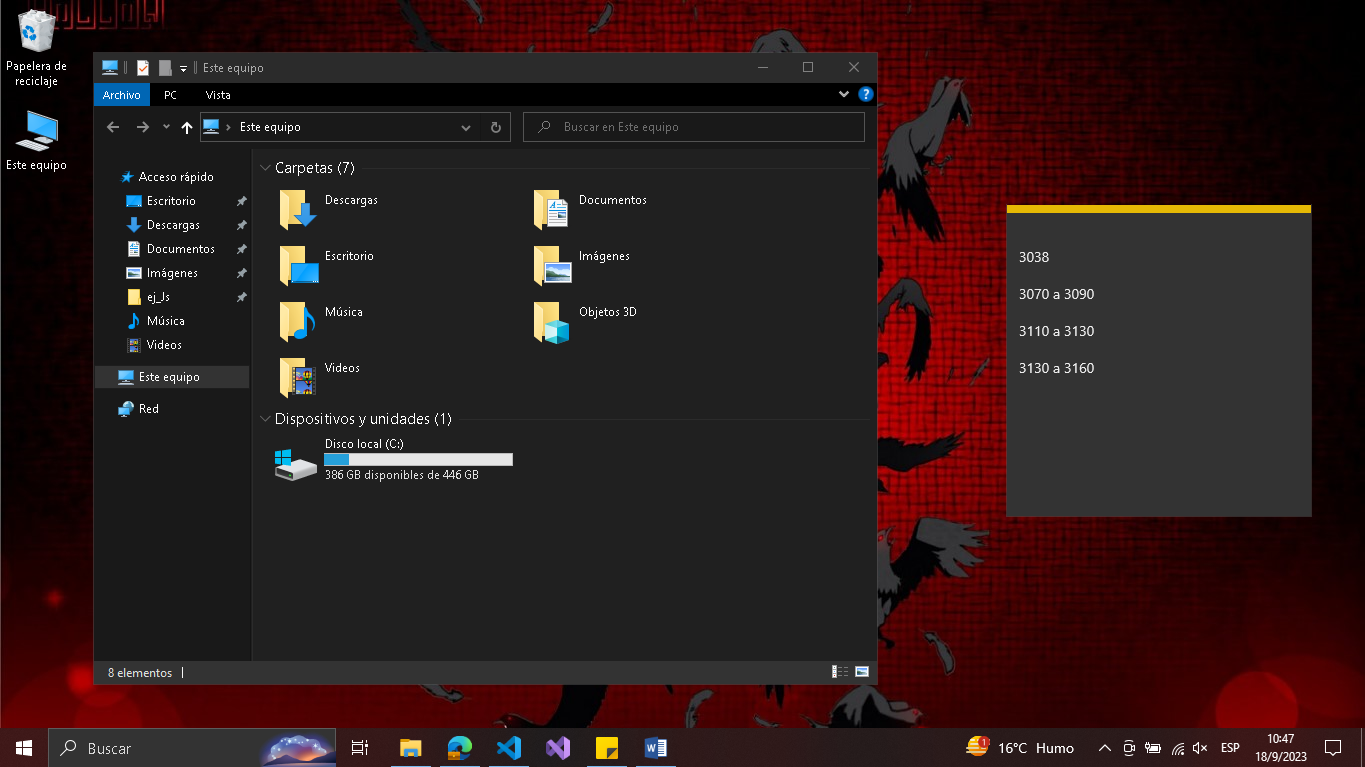 Papelera de
reciclaje
Este equipo
Este equipo
Archivo PC Vista
Este equipo
Buscar en Este equipo
Acceso rápido
Escritorio
Descargas
Documentos
Imágenes
ej_Js
Música
Videos
Este equipo
Red
Carpetas (7)
Descargas
Documentos
Escritorio
Imágenes
Música
Objetos 3D
Videos
Dispositivos y unidades (1)
Disco local (C:)
386 GB disponibles de 446 GB
8 elementos
3038
3070 a 3090
3110 a 3130
3130 a 3160
Buscar
1
16°C Humo
ESP
10:47
18/9/2023